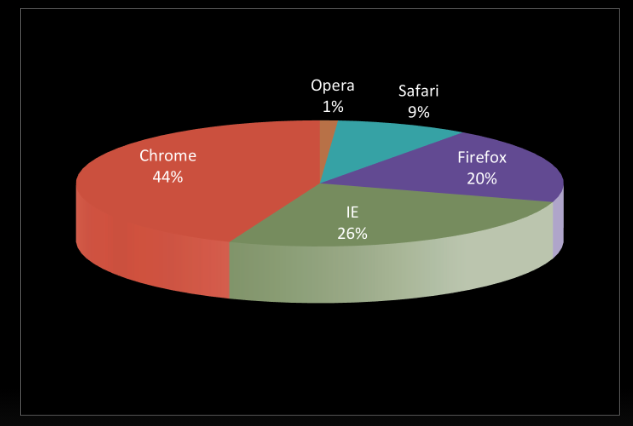 Opera
1%
Safari
9%
Chrome
44%
Firefox
20%
IE
26%